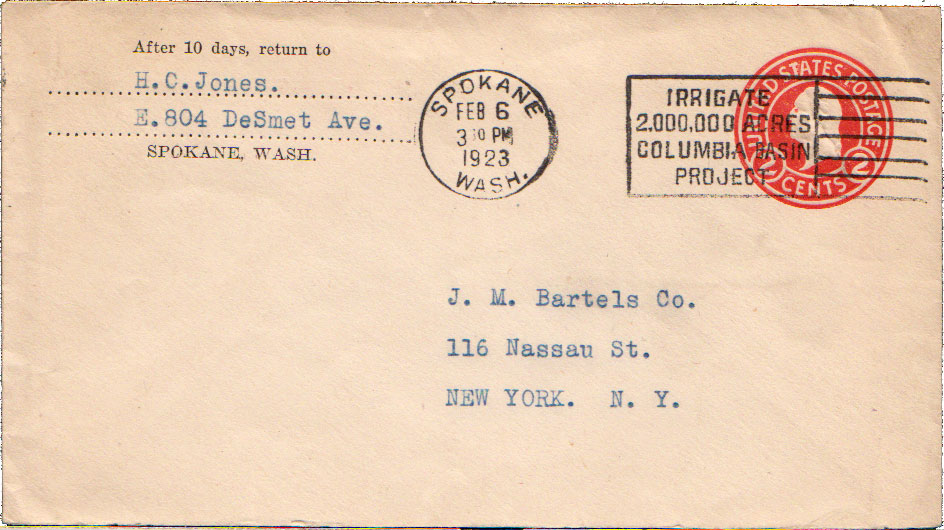 After 10 days, return to
H.C.Jones.
E.804 DeSmet Ave.
SPOKANE, WASH.
SPOKANE
FEB 6
3 30 PM
1923
WASH.
IRRIGATE
2.000,000 ACRES
COLUMBIA BASIN
PROJECT
UNITED STATES POSTAGE
2 CENTS 2
J. M. Bartels Co.
116 Nassau St.
NEW YORK. N. Y.